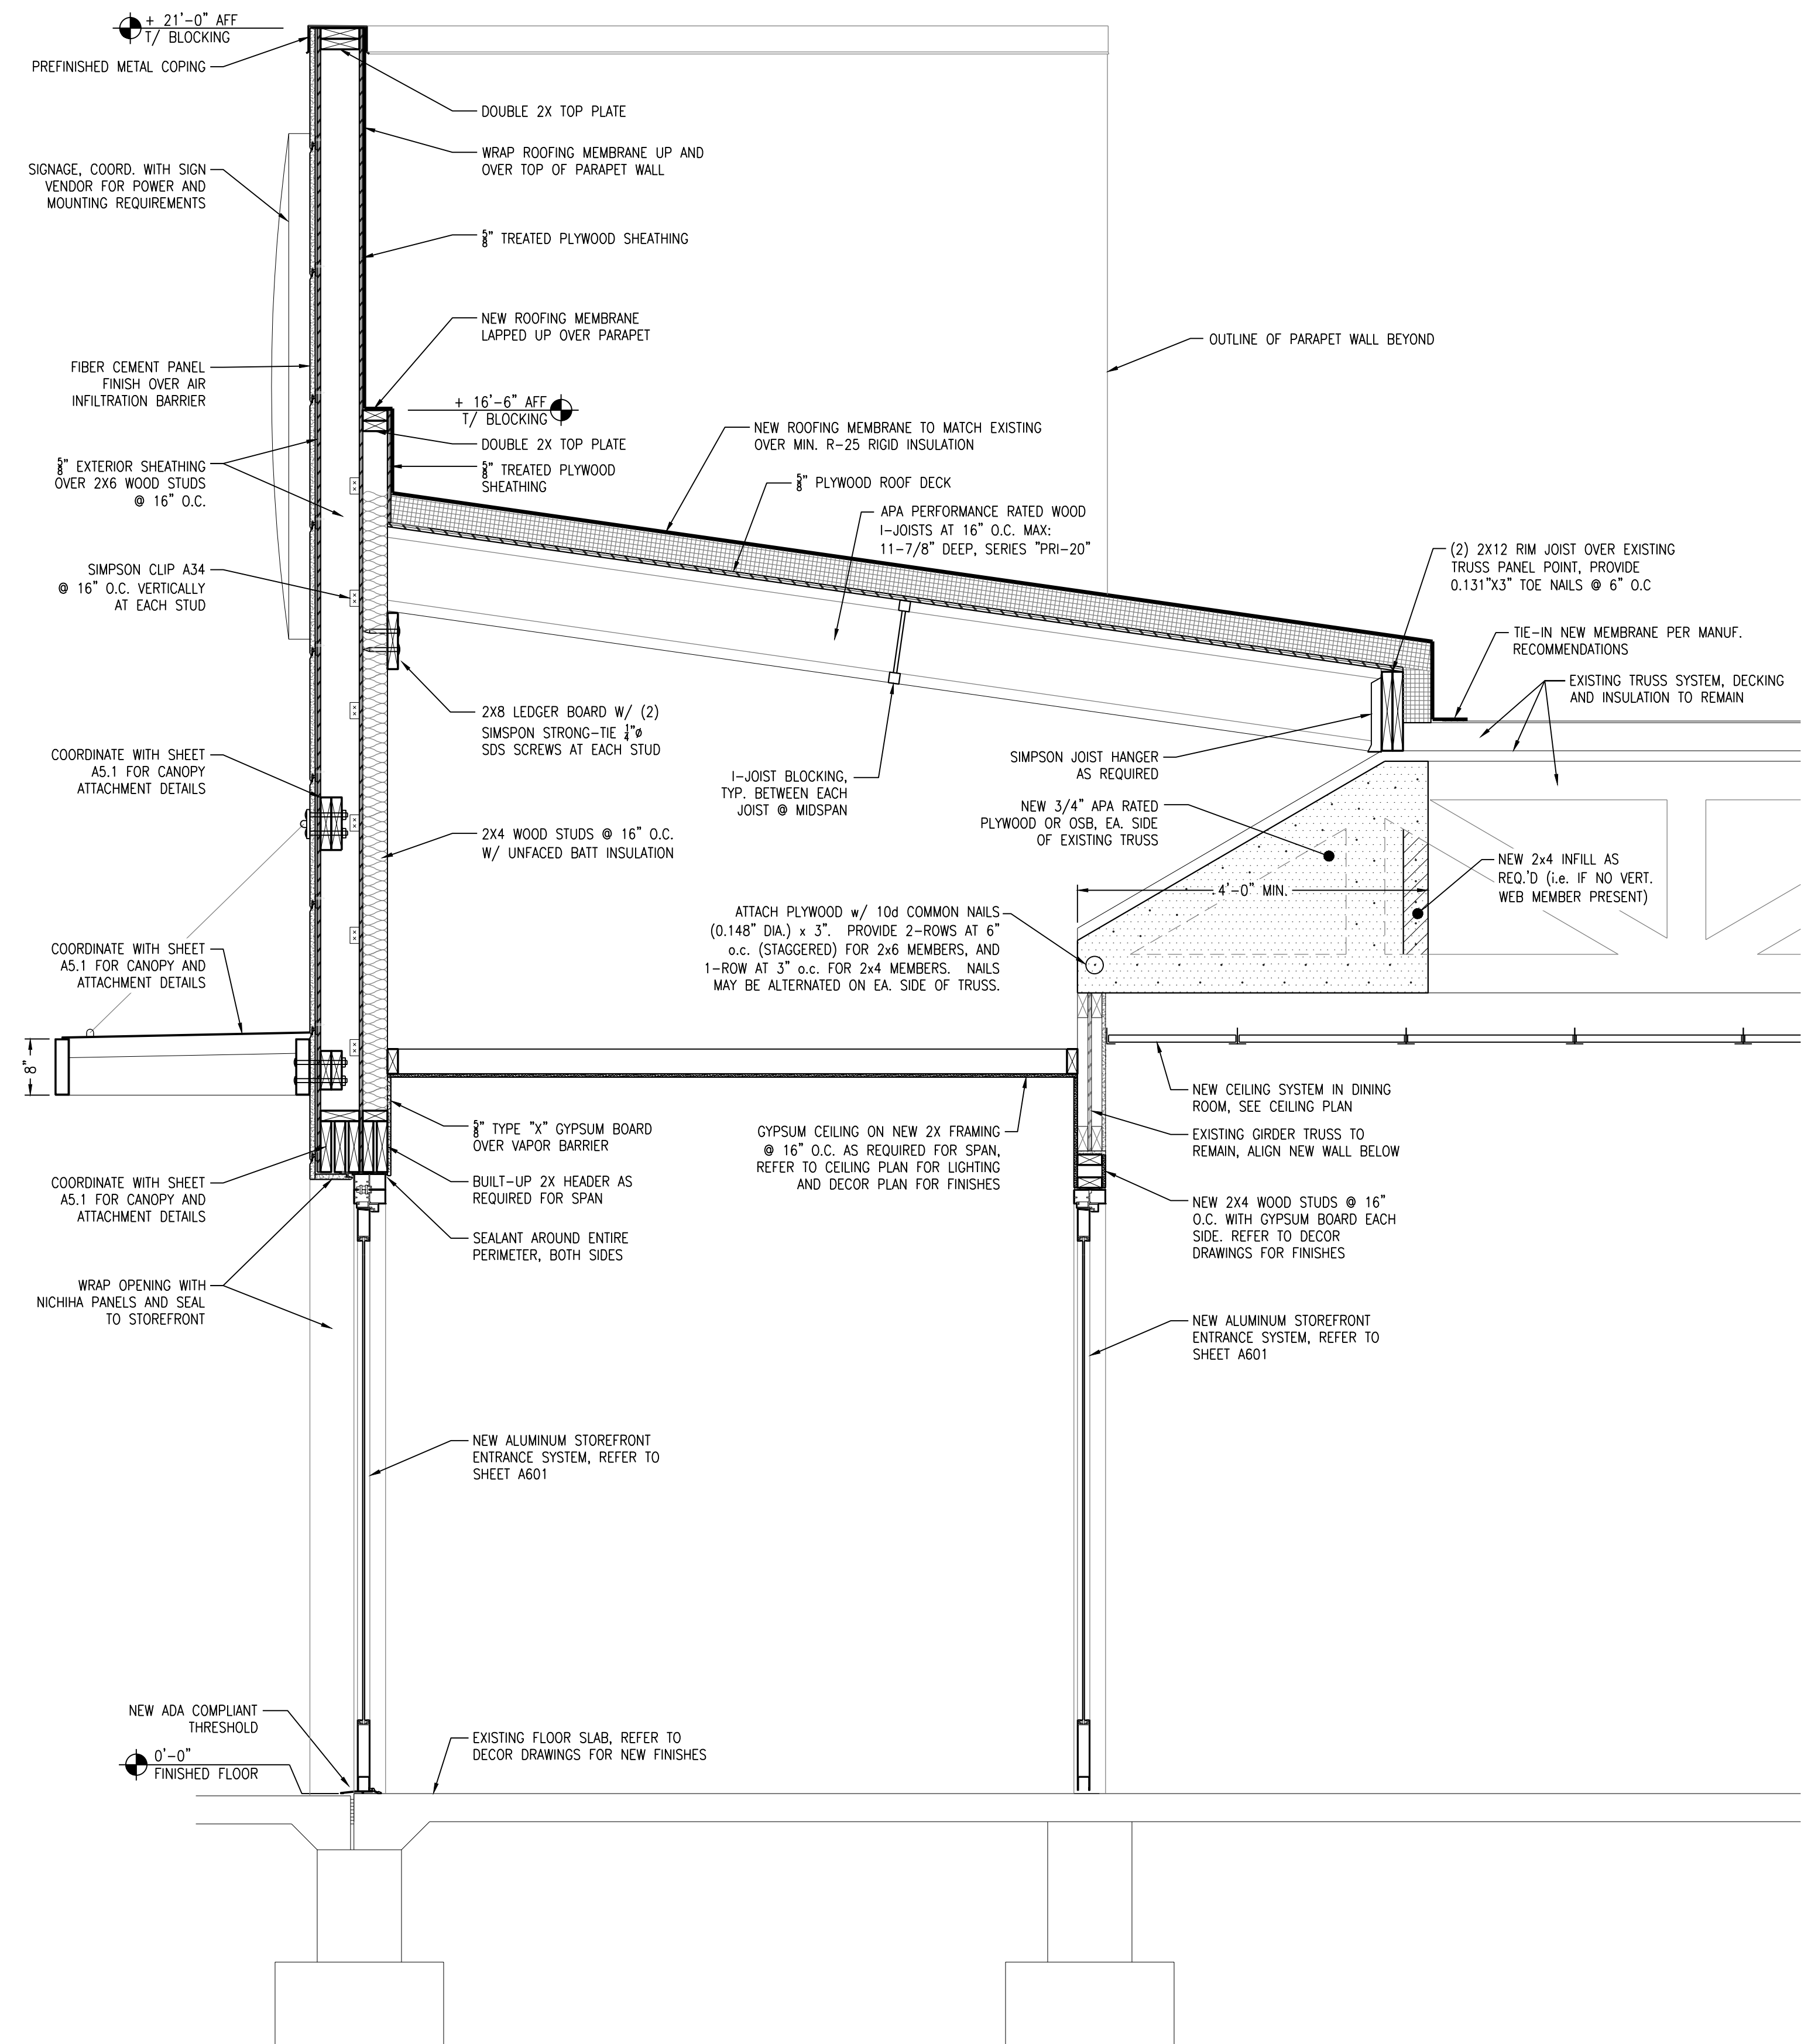 + 21'-0" AFF
T/ BLOCKING
PREFINISHED METAL COPING
DOUBLE 2X TOP PLATE
WRAP ROOFING MEMBRANE UP AND
OVER TOP OF PARAPET WALL
SIGNAGE, COORD. WITH SIGN
VENDOR FOR POWER AND
MOUNTING REQUIREMENTS
5/8" TREATED PLYWOOD SHEATHING
NEW ROOFING MEMBRANE
LAPPED UP OVER PARAPET
OUTLINE OF PARAPET WALL BEYOND
FIBER CEMENT PANEL
FINISH OVER AIR
INFILTRATION BARRIER
+ 16'-6" AFF
T/ BLOCKING
DOUBLE 2X TOP PLATE
NEW ROOFING MEMBRANE TO MATCH EXISTING
OVER MIN. R-25 RIGID INSULATION
5/8" EXTERIOR SHEATHING
OVER 2X6 WOOD STUDS
@ 16" O.C.
5/8" TREATED PLYWOOD
SHEATHING
5/8" PLYWOOD ROOF DECK
APA PERFORMANCE RATED WOOD
I-JOISTS AT 16" O.C. MAX:
11-7/8" DEEP, SERIES "PRI-20"
(2) 2X12 RIM JOIST OVER EXISTING
TRUSS PANEL POINT, PROVIDE
0.131"X3" TOE NAILS @ 6" O.C
SIMPSON CLIP A34
@ 16" O.C. VERTICALLY
AT EACH STUD
TIE-IN NEW MEMBRANE PER MANUF.
RECOMMENDATIONS
EXISTING TRUSS SYSTEM, DECKING
AND INSULATION TO REMAIN
2X8 LEDGER BOARD W/ (2)
SIMSPON STRONG-TIE 1/4"ø
SDS SCREWS AT EACH STUD
COORDINATE WITH SHEET
A5.1 FOR CANOPY
ATTACHMENT DETAILS
I-JOIST BLOCKING,
TYP. BETWEEN EACH
JOIST @ MIDSPAN
SIMPSON JOIST HANGER
AS REQUIRED
NEW 3/4" APA RATED
PLYWOOD OR OSB, EA. SIDE
OF EXISTING TRUSS
2X4 WOOD STUDS @ 16" O.C.
W/ UNFACED BATT INSULATION
NEW 2x4 INFILL AS
REQ.'D (i.e. IF NO VERT.
WEB MEMBER PRESENT)
4'-0" MIN.
ATTACH PLYWOOD w/ 10d COMMON NAILS
(0.148" DIA.) x 3". PROVIDE 2-ROWS AT 6"
o.c. (STAGGERED) FOR 2x6 MEMBERS, AND
1-ROW AT 3" o.c. FOR 2x4 MEMBERS. NAILS
MAY BE ALTERNATED ON EA. SIDE OF TRUSS.
COORDINATE WITH SHEET
A5.1 FOR CANOPY AND
ATTACHMENT DETAILS
8"
NEW CEILING SYSTEM IN DINING
ROOM, SEE CEILING PLAN
5/8" TYPE "X" GYPSUM BOARD
OVER VAPOR BARRIER
GYPSUM CEILING ON NEW 2X FRAMING
@ 16" O.C. AS REQUIRED FOR SPAN,
REFER TO CEILING PLAN FOR LIGHTING
AND DECOR PLAN FOR FINISHES
EXISTING GIRDER TRUSS TO
REMAIN, ALIGN NEW WALL BELOW
COORDINATE WITH SHEET
A5.1 FOR CANOPY AND
ATTACHMENT DETAILS
BUILT-UP 2X HEADER AS
REQUIRED FOR SPAN
NEW 2X4 WOOD STUDS @ 16"
O.C. WITH GYPSUM BOARD EACH
SIDE. REFER TO DECOR
DRAWINGS FOR FINISHES
SEALANT AROUND ENTIRE
PERIMETER, BOTH SIDES
WRAP OPENING WITH
NICHIHA PANELS AND SEAL
TO STOREFRONT
NEW ALUMINUM STOREFRONT
ENTRANCE SYSTEM, REFER TO
SHEET A601
NEW ALUMINUM STOREFRONT
ENTRANCE SYSTEM, REFER TO
SHEET A601
NEW ADA COMPLIANT
THRESHOLD
EXISTING FLOOR SLAB, REFER TO
DECOR DRAWINGS FOR NEW FINISHES
0'-0"
FINISHED FLOOR